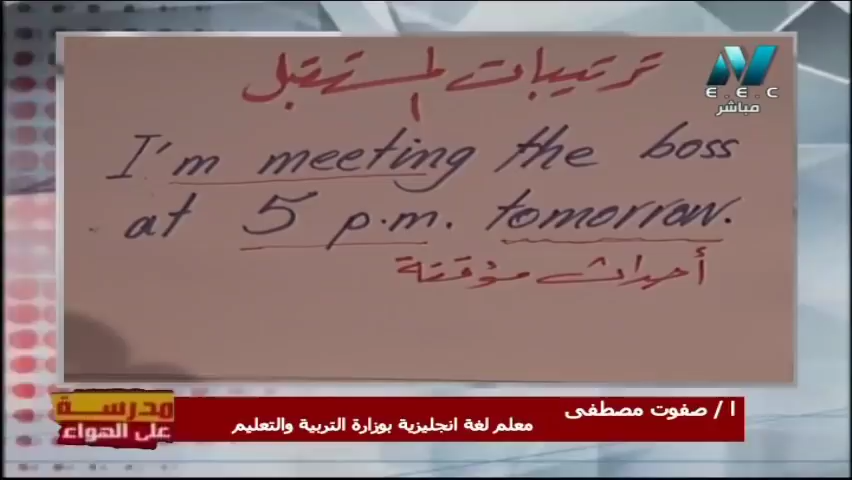 ترتيبات المستقبل
I'm meeting the boss
at 5 p.m. tomorrow.
أحداث مؤقتة
E.E.C
مباشر
أ / صفوت مصطفى
معلم لغة انجليزية بوزارة التربية والتعليم
مدرسة
على الهواء